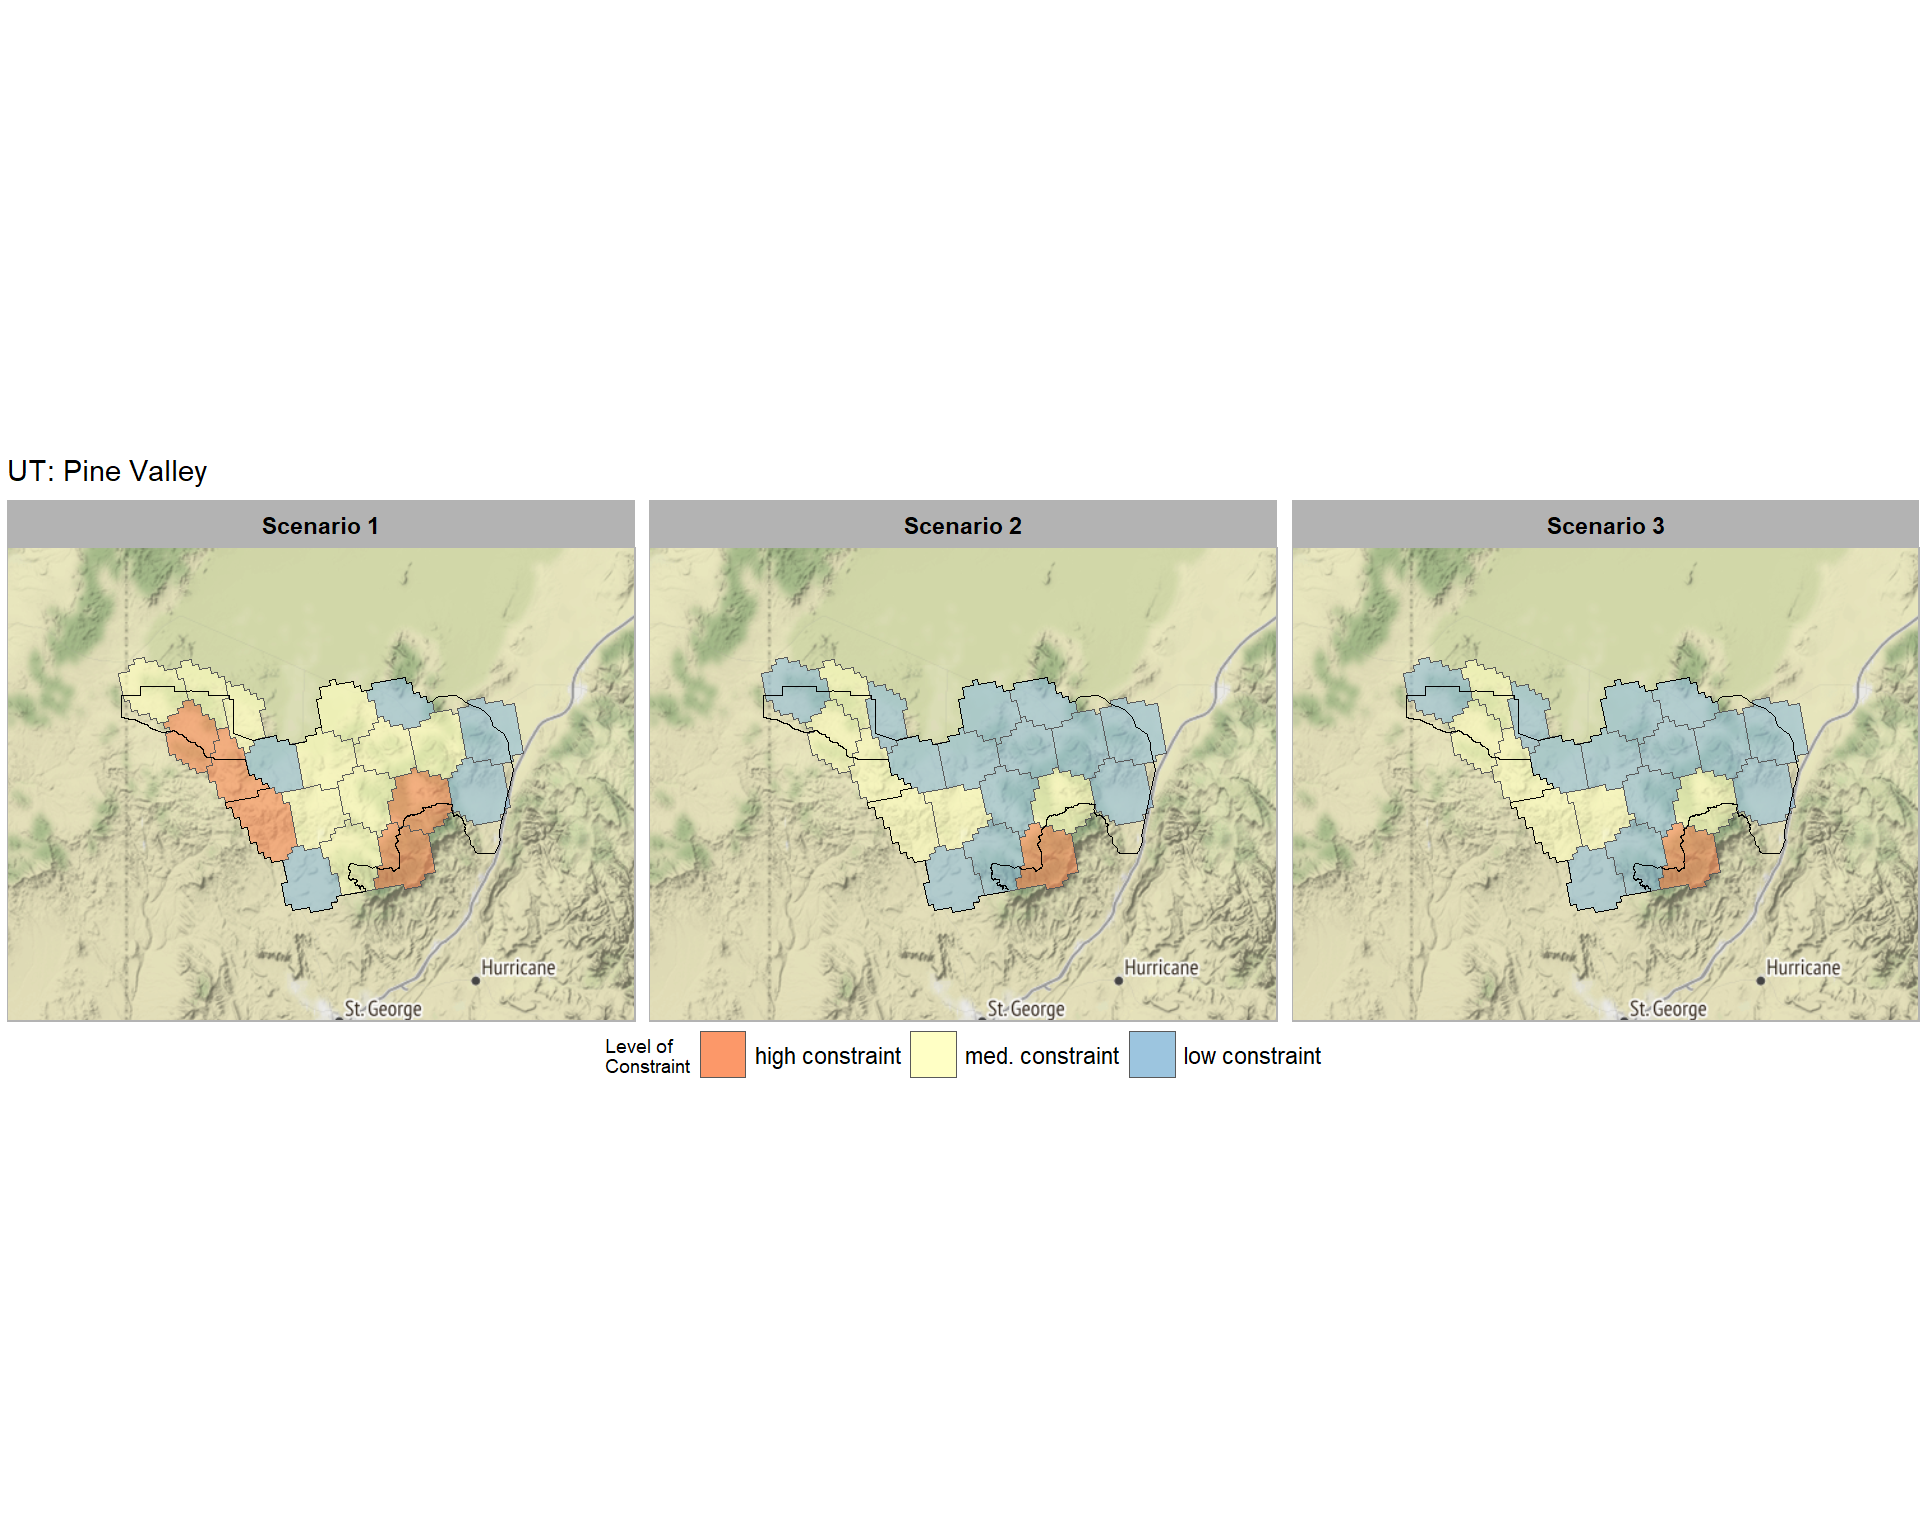 UT: Pine Valley
Scenario 1
Scenario 2
Scenario 3
Hurricane
St. George
Hurricane
St. George
Hurricane
St. George
Level of
Constraint
high constraint
med. constraint
low constraint